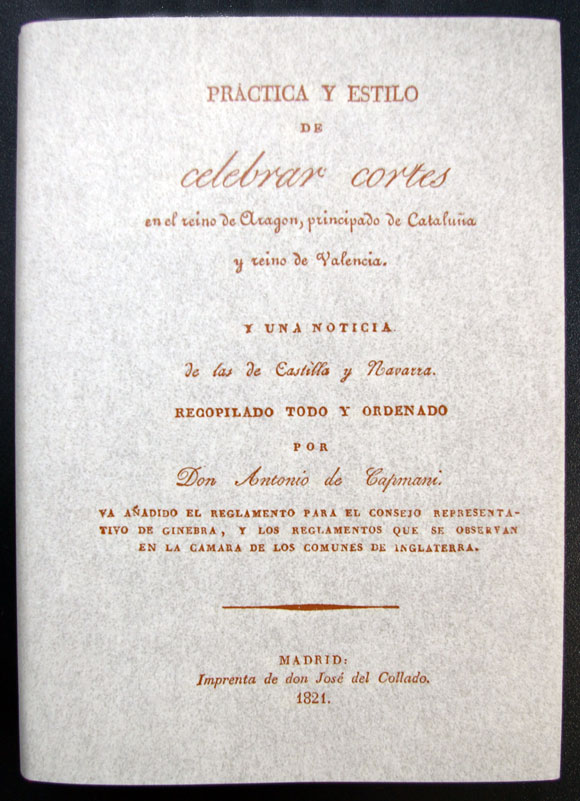 PRÁCTICA Y ESTILO
DE
celebrar cortes
en el reino de Aragon, principado de Cataluña
y reino de Valencia.
Y UNA NOTICIA
de las de Castilla y Navarra.
RECOPILADO TODO Y ORDENADO
POR
Don Antonio de Capmani.
VA AÑADIDO EL REGLAMENTO PARA EL CONSEJO REPRESENTA-
TIVO DE GINEBRA, Y LOS REGLAMENTOS QUE SE OBSERVAN
EN LA CAMARA DE LOS COMUNES DE INGLATERRA.
MADRID:
Imprenta de don José del Collado.
1821.